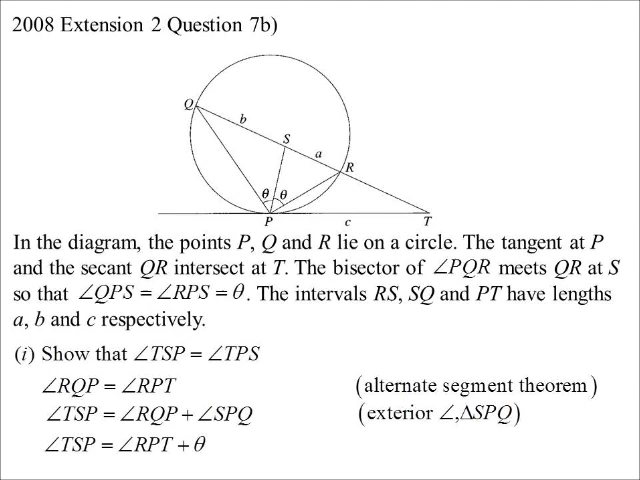 2008 Extension 2 Question 7b)
Q
b
S
a
R
θ θ
P c T
In the diagram, the points P, Q and R lie on a circle. The tangent at P
and the secant QR intersect at T. The bisector of ∠PQR meets QR at S
so that ∠QPS = ∠RPS = θ. The intervals RS, SQ and PT have lengths
a, b and c respectively.
(i) Show that ∠TSP = ∠TPS
∠RQP = ∠RPT (alternate segment theorem)
∠TSP = ∠RQP + ∠SPQ (exterior ∠,ΔSPQ)
∠TSP = ∠RPT + θ